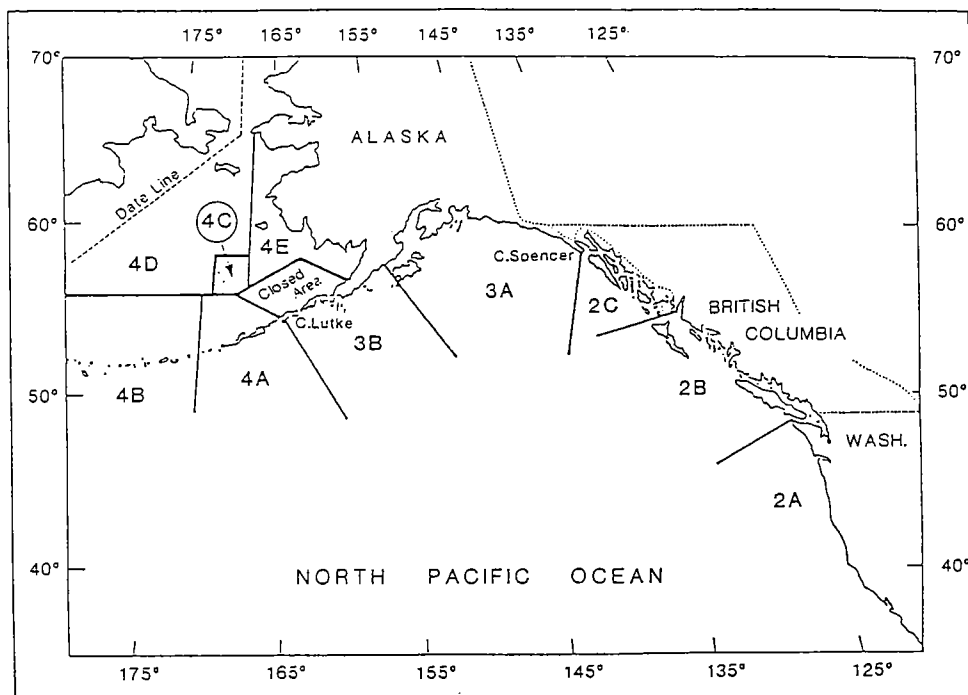 175° 165° 155° 145° 135° 125°
70° 70°
ALASKA
Date Line
4C
60° 4E 60°
4D
C.Spencer
Closed
Area
3A
2C
BRITISH
C.Lutke
3B
COLUMBIA
4A
4B
2B
50° 50°
WASH.
2A
40° NORTH PACIFIC OCEAN 40°
175° 165° 155° 145° 135° 125°